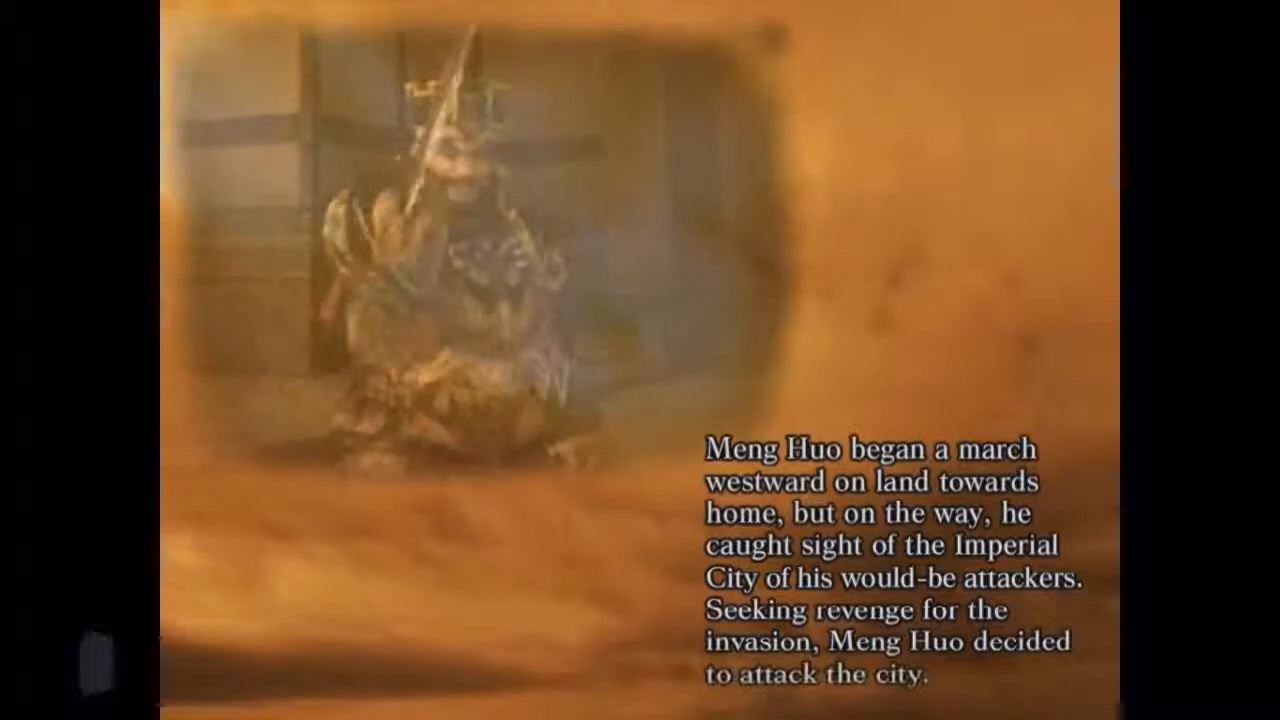 Meng Huo began a march
westward on land towards
home, but on the way, he
caught sight of the Imperial
City of his would-be attackers.
Seeking revenge for the
invasion, Meng Huo decided
to attack the city.